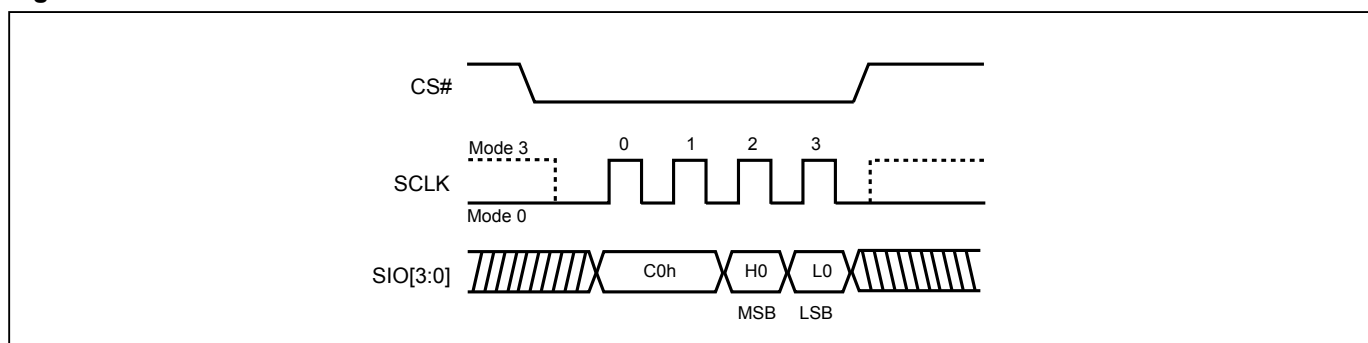 CS#
Mode 3
0 1 2 3
SCLK
Mode 0
SIO[3:0]
C0h H0 L0
MSB LSB